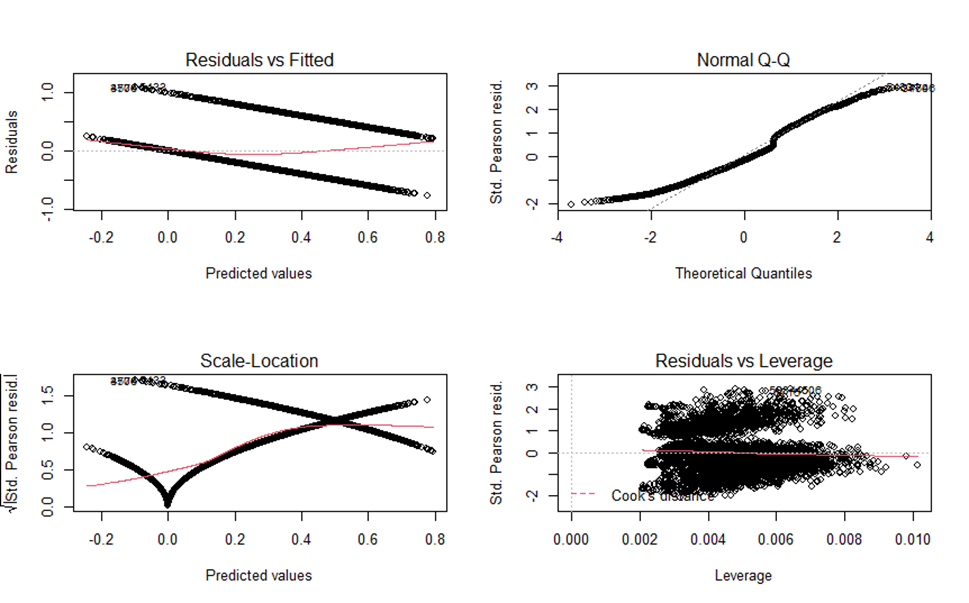 Residuals vs Fitted
Residuals
-1.0 0.0 1.0
-0.2 0.0 0.2 0.4 0.6 0.8
Predicted values
Normal Q-Q
Std. Pearson resid.
-2 0 1 2 3
-4 -2 0 2 4
Theoretical Quantiles
Scale-Location
√|Std. Pearson resid.|
0.0 0.5 1.0 1.5
-0.2 0.0 0.2 0.4 0.6 0.8
Predicted values
Residuals vs Leverage
Std. Pearson resid.
-2 0 1 2 3
Cook's distance
0.000 0.002 0.004 0.006 0.008 0.010
Leverage